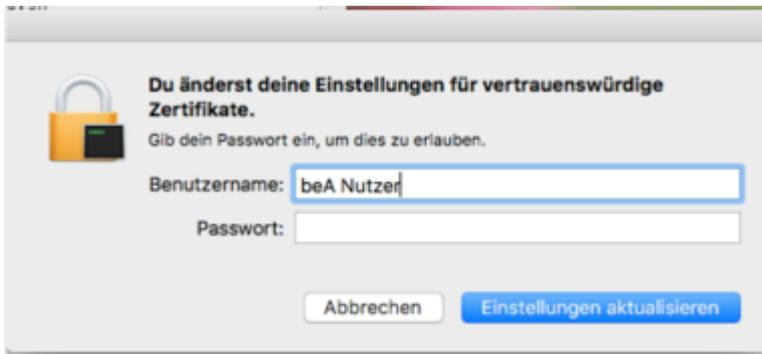 Du änderst deine Einstellungen für vertrauenswürdige
Zertifikate.
Gib dein Passwort ein, um dies zu erlauben.
Benutzername: beA Nutzer
Passwort:
Abbrechen Einstellungen aktualisieren